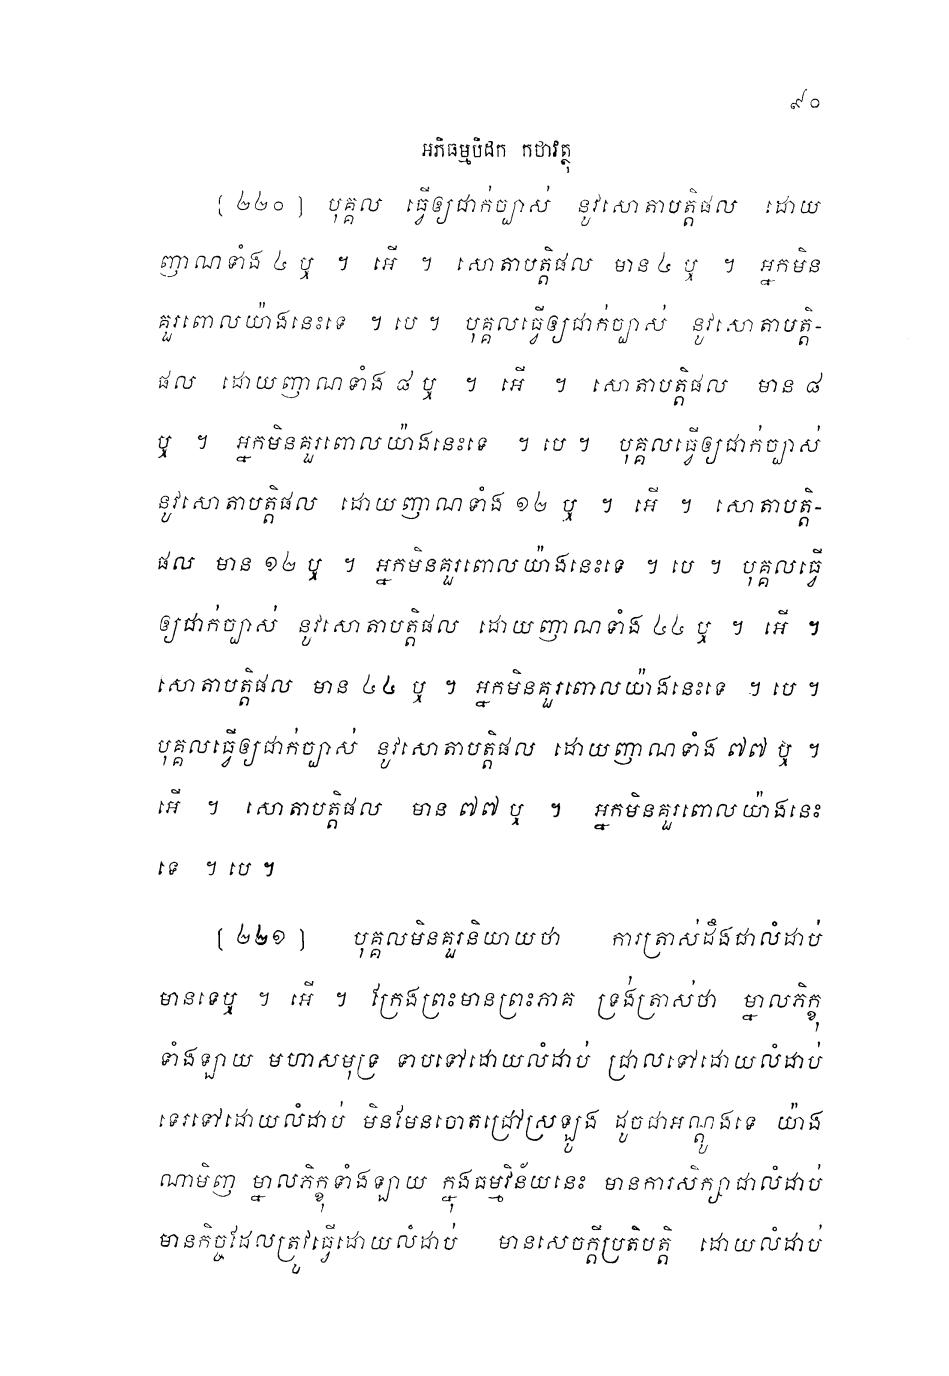 ៩០
អភិធម្មបិដក កថាវត្ថុ
[ ២២០ ] បុគ្គល ធ្វើឲ្យជាក់ច្បាស់ នូវសោតាបត្តិផល ដោយ
ញាណទាំង ៤ ឬ ។ អើ ។ សោតាបត្តិផល មាន ៤ ឬ ។ អ្នកមិន
គួរពោលយ៉ាងនេះទេ ។ បេ ។ បុគ្គលធ្វើឲ្យជាក់ច្បាស់ នូវសោតាបត្តិ-
ផល ដោយញាណទាំង ៨ ឬ ។ អើ ។ សោតាបត្តិផល មាន ៨
ឬ ។ អ្នកមិនគួរពោលយ៉ាងនេះទេ ។ បេ ។ បុគ្គលធ្វើឲ្យជាក់ច្បាស់
នូវសោតាបត្តិផល ដោយញាណទាំង ១២ ឬ ។ អើ ។ សោតាបត្តិ-
ផល មាន ១២ ឬ ។ អ្នកមិនគួរពោលយ៉ាងនេះទេ ។ បេ ។ បុគ្គលធ្វើ
ឲ្យជាក់ច្បាស់ នូវសោតាបត្តិផល ដោយញាណទាំង ៤៤ ឬ ។ អើ ។
សោតាបត្តិផល មាន ៤៤ ឬ ។ អ្នកមិនគួរពោលយ៉ាងនេះទេ ។ បេ ។
បុគ្គលធ្វើឲ្យជាក់ច្បាស់ នូវសោតាបត្តិផល ដោយញាណទាំង ៧៧ ឬ ។
អើ ។ សោតាបត្តិផល មាន ៧៧ ឬ ។ អ្នកមិនគួរពោលយ៉ាងនេះ
ទេ ។ បេ ។
[ ២២១ ] បុគ្គលមិនគួរនិយាយថា ការត្រាស់ដឹងជាលំដាប់
មានទេឬ ។ អើ ។ ក្រែងព្រះមានព្រះភាគ ទ្រង់ត្រាស់ថា ម្នាលភិក្ខុ
ទាំងឡាយ មហាសមុទ្រ ទាបទៅដោយលំដាប់ ជ្រាលទៅដោយលំដាប់
ទេរទៅដោយលំដាប់ មិនមែនចោតជ្រៅស្រឡូង ដូចជាអណ្តូងទេ យ៉ាង
ណាមិញ ម្នាលភិក្ខុទាំងឡាយ ក្នុងធម្មវិន័យនេះ មានការសិក្សាជាលំដាប់
មានកិច្ចដែលត្រូវធ្វើដោយលំដាប់ មានសេចក្តីប្រតិបត្តិ ដោយលំដាប់